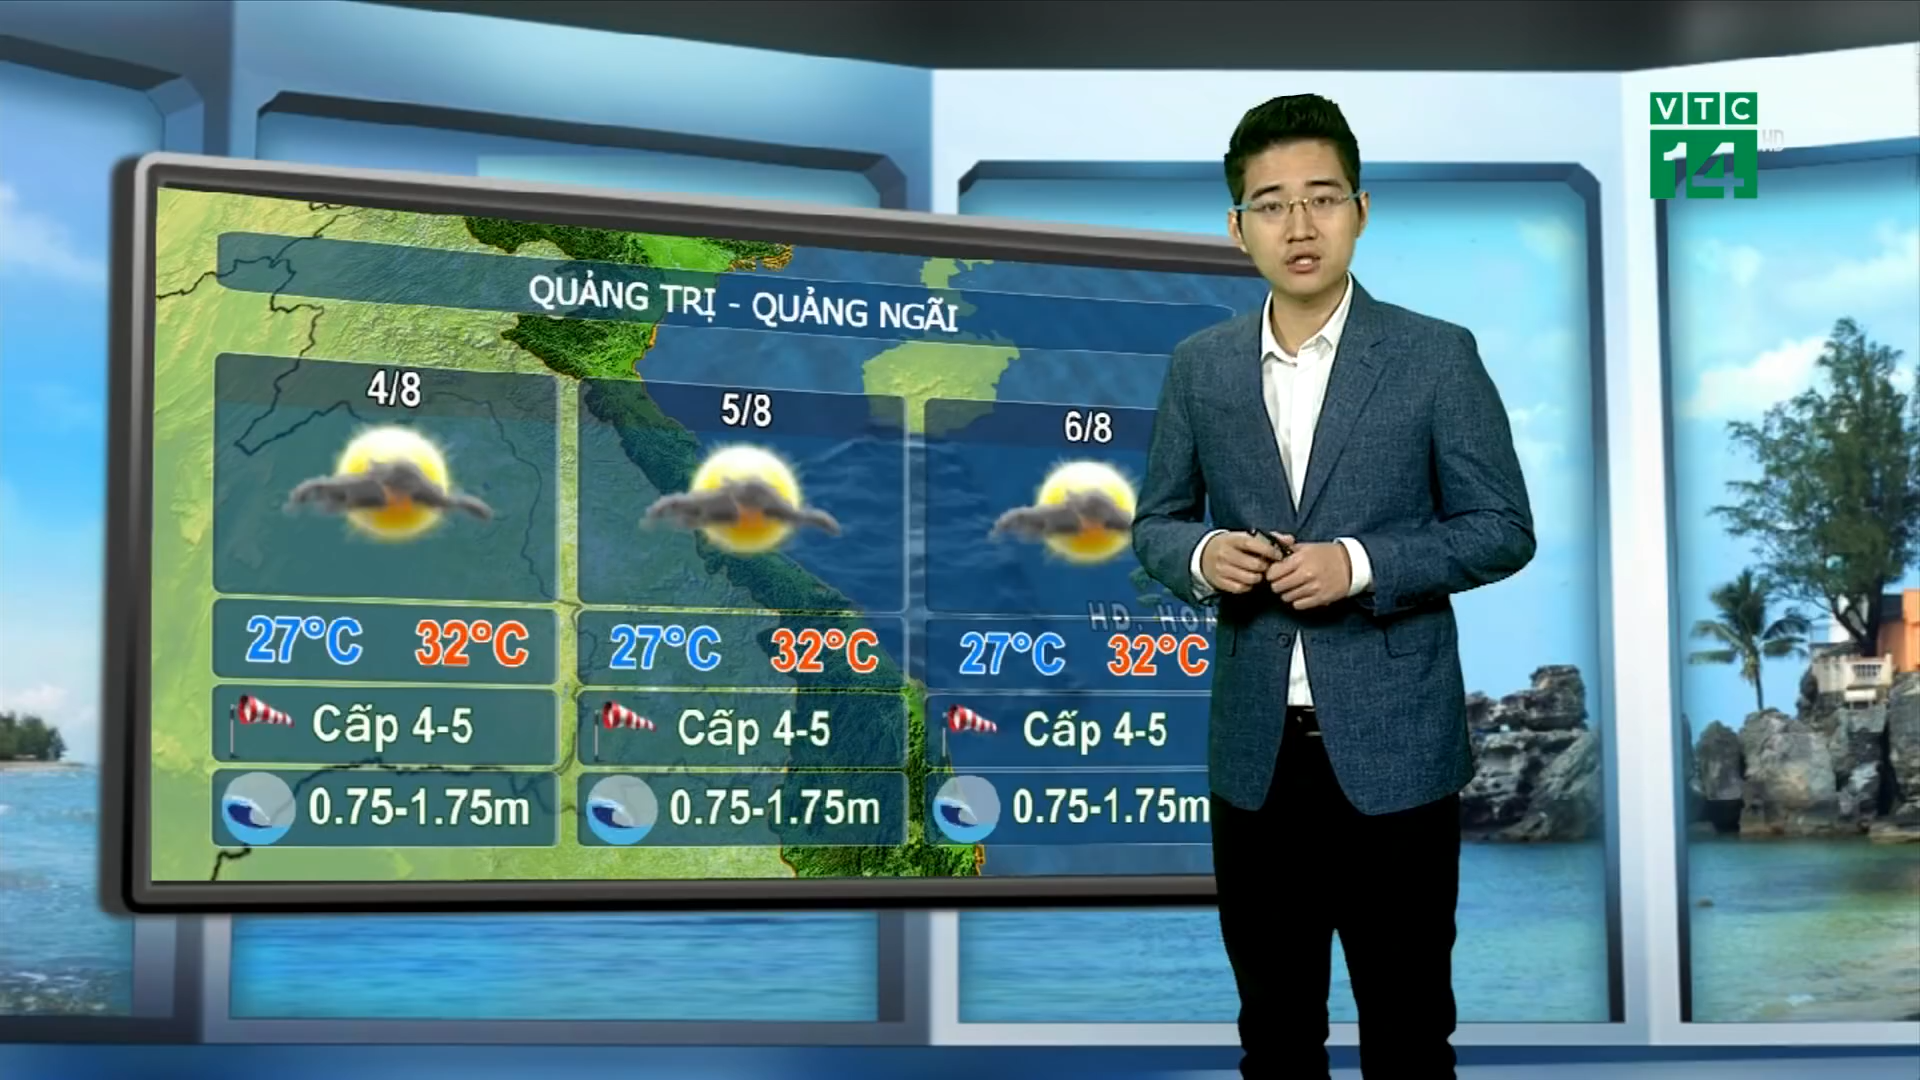 VTC
14
HD
QUẢNG TRỊ - QUẢNG NGÃI
4/8
5/8
6/8
27°C 32°C
27°C 32°C
27°C 32°C
HĐ.
Cấp 4-5
Cấp 4-5
Cấp 4-5
0.75-1.75m
0.75-1.75m
0.75-1.75m